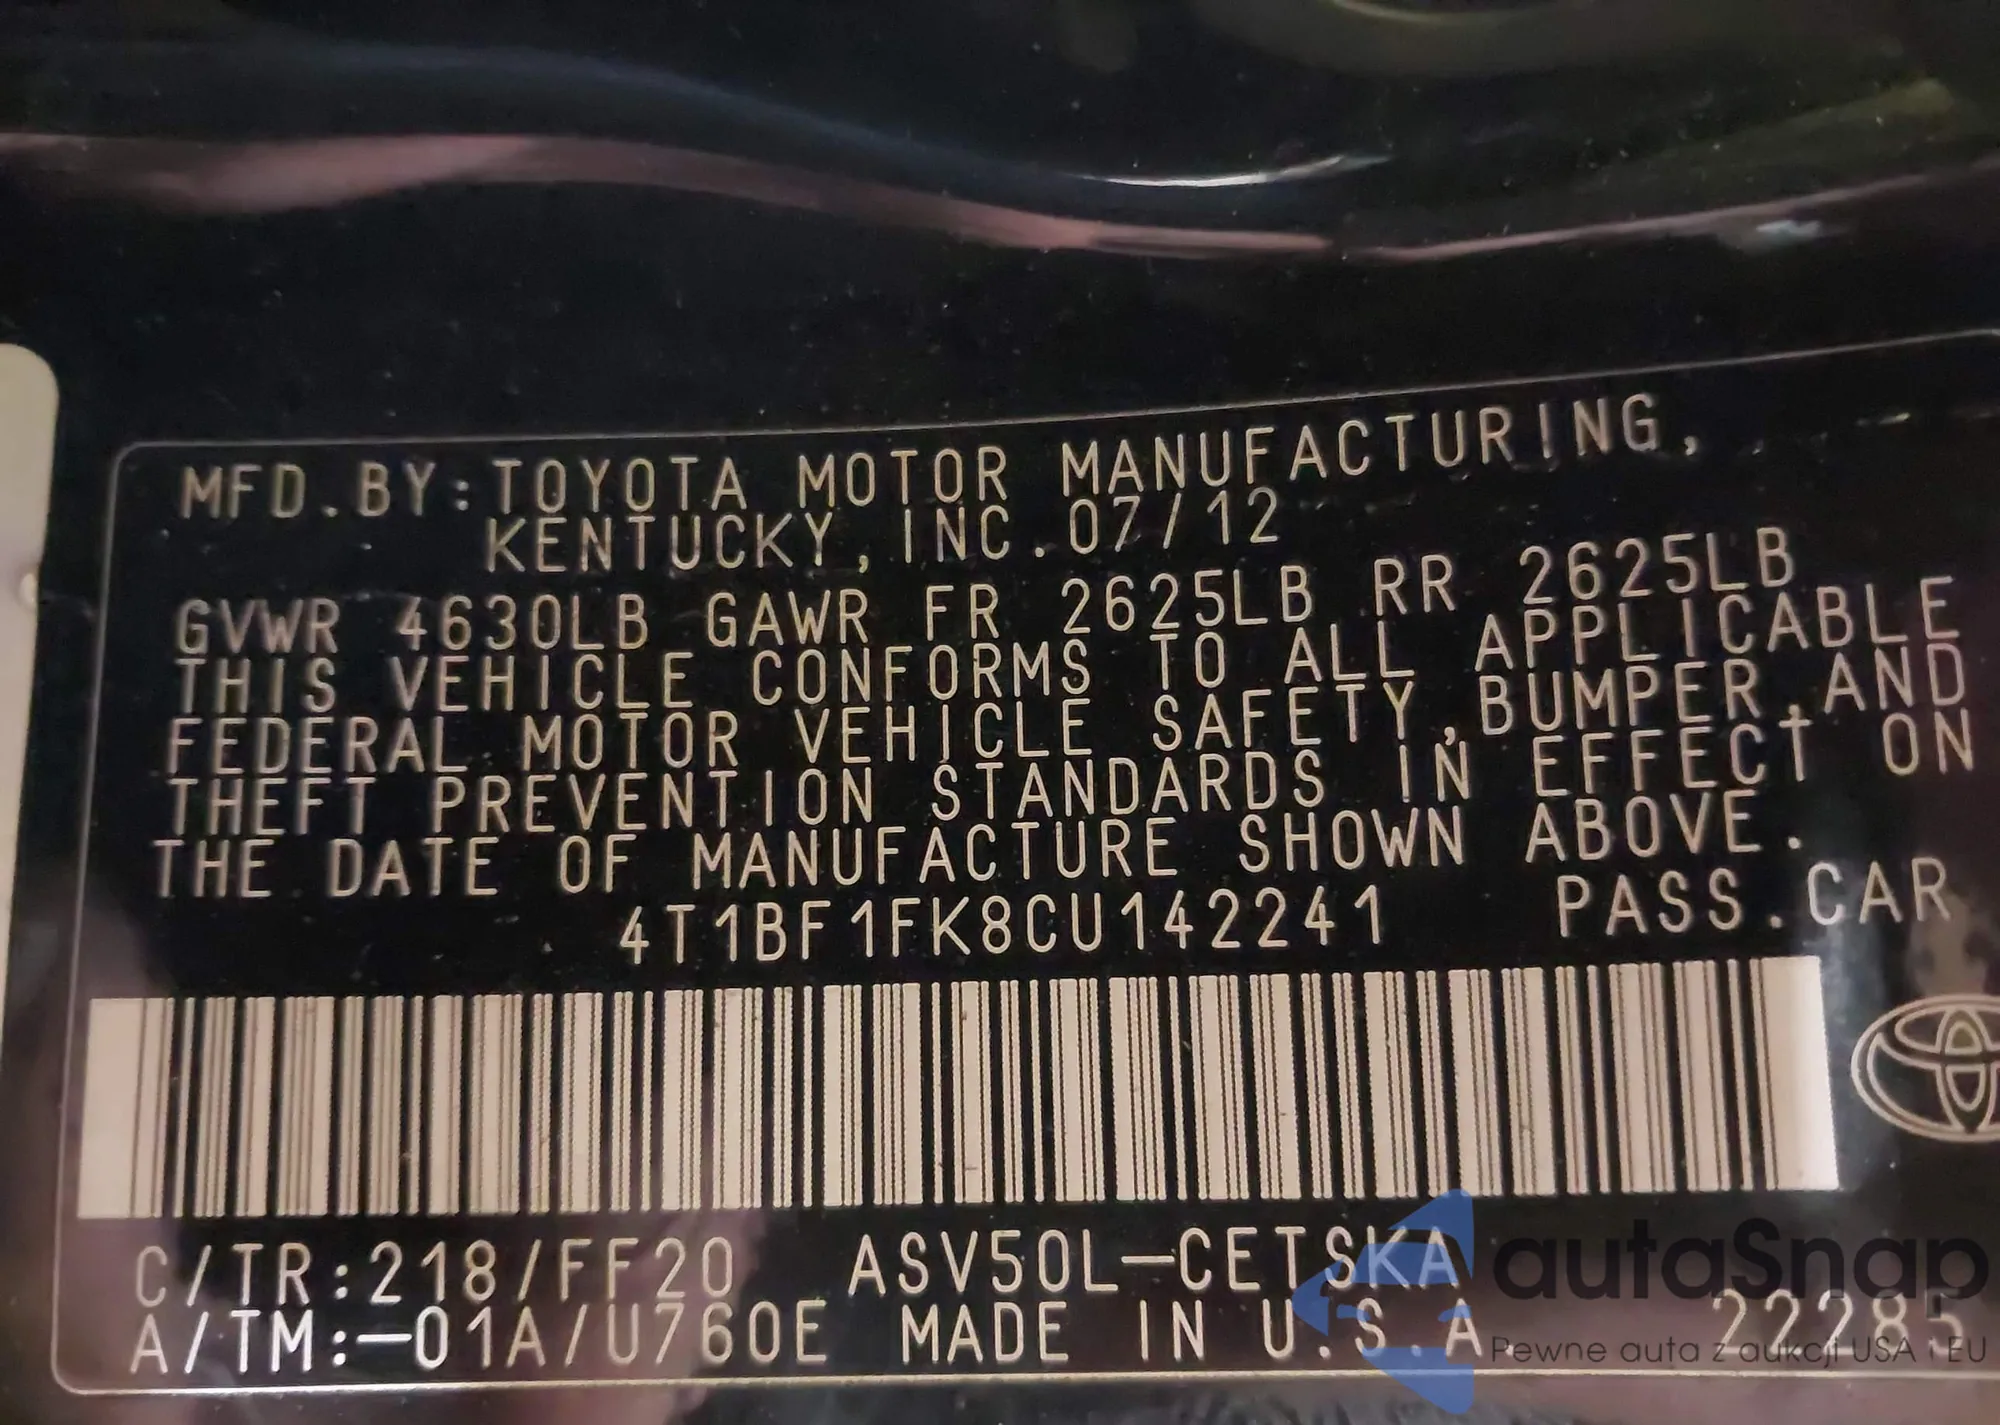 MFD.BY:TOYOTA MOTOR MANUFACTURING,
KENTUCKY,INC.07/12
GVWR 4630LB GAWR FR 2625LB RR 2625LB
THIS VEHICLE CONFORMS TO ALL APPLICABLE
FEDERAL MOTOR VEHICLE SAFETY,BUMPER,AND
THEFT PREVENTION STANDARDS IN EFFECT ON
THE DATE OF MANUFACTURE SHOWN ABOVE.
4T1BF1FK8CU142241 PASS.CAR
C/TR:218/FF20 ASV50L-CETSKA
A/TM:-01A/U760E MADE IN U.S.A. 22285
autaSnap
Pewne auta z aukcji USA i EU